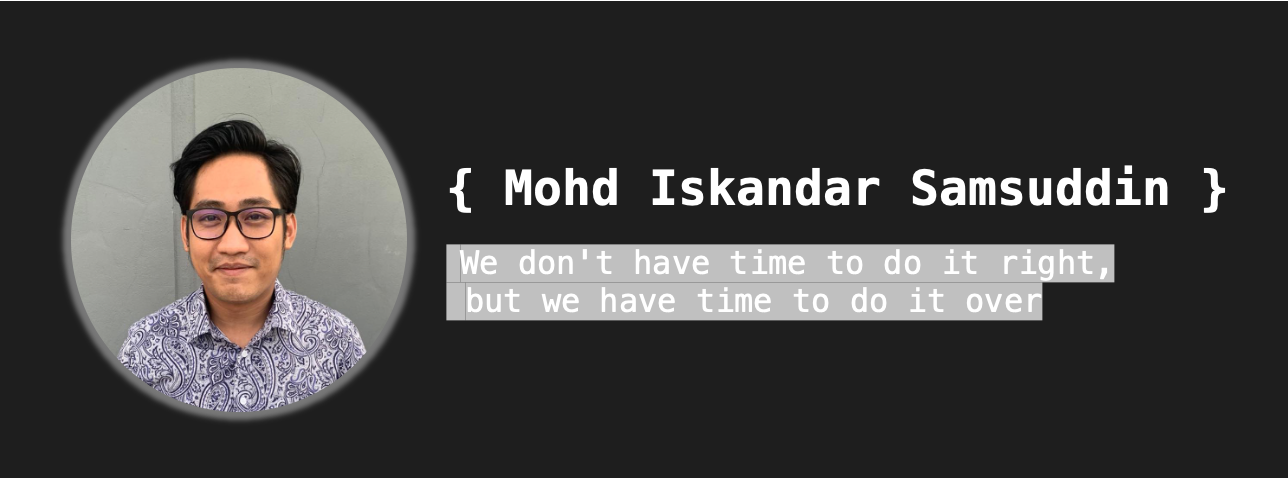 { Mohd Iskandar Samsuddin }
We don't have time to do it right,
but we have time to do it over